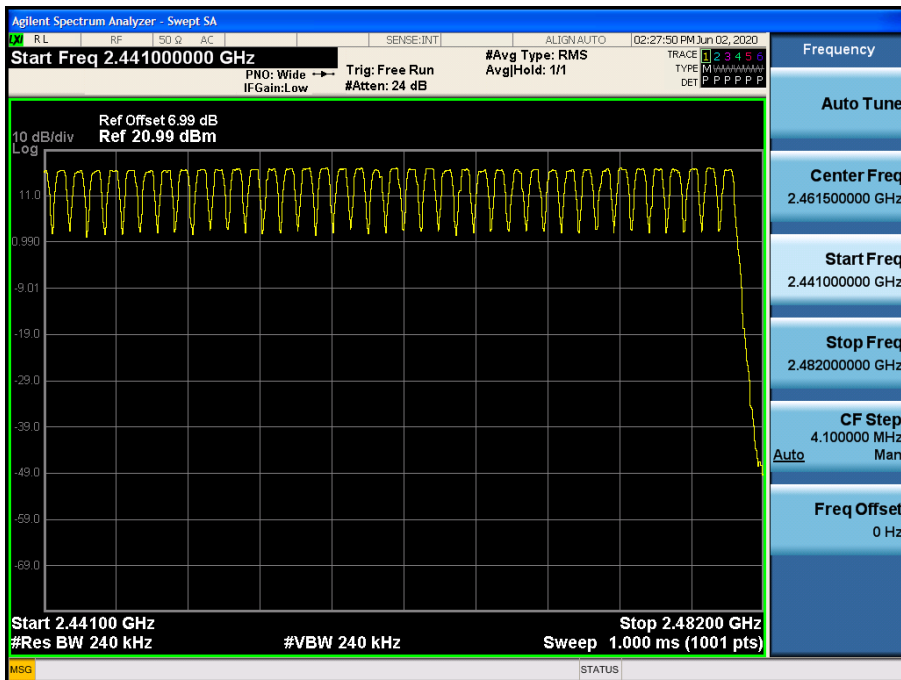 Agilent Spectrum Analyzer - Swept SA
LXI RL RF 50 Ω AC SENSE:INT ALIGN AUTO 02:27:50 PM Jun 02, 2020
Start Freq 2.441000000 GHz
PNO: Wide
IFGain:Low
Trig: Free Run
#Atten: 24 dB
#Avg Type: RMS
Avg|Hold: 1/1
TRACE 1 2 3 4 5 6
TYPE M
DET P P P P P P
Ref Offset 6.99 dB
10 dB/div Ref 20.99 dBm
Log
11.0
0.990
-9.01
-19.0
-29.0
-39.0
-49.0
-59.0
-69.0
Start 2.44100 GHz Stop 2.48200 GHz
#Res BW 240 kHz #VBW 240 kHz Sweep 1.000 ms (1001 pts)
MSG STATUS
Frequency
Auto Tune
Center Freq
2.461500000 GHz
Start Freq
2.441000000 GHz
Stop Freq
2.482000000 GHz
CF Step
4.100000 MHz
Auto Man
Freq Offset
0 Hz